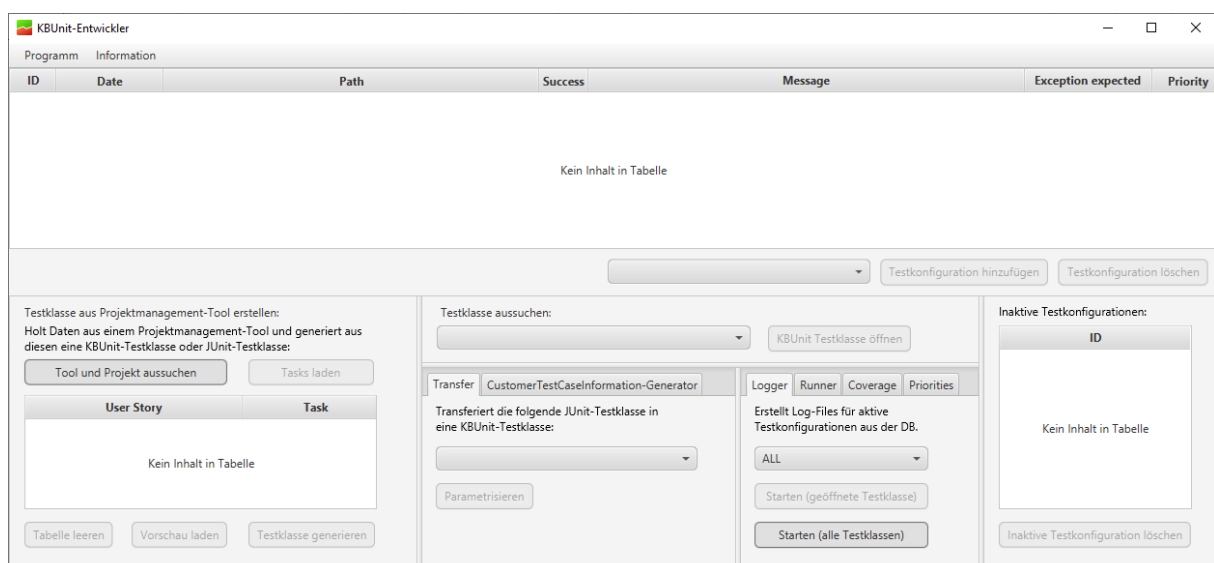 KBUnit-Entwickler
Programm Information
ID Date Path Success Message Exception expected Priority
Kein Inhalt in Tabelle
Testkonfiguration hinzufügen Testkonfiguration löschen
Testklasse aus Projektmanagement-Tool erstellen:
Holt Daten aus einem Projektmanagement-Tool und generiert aus
diesen eine KBUnit-Testklasse oder JUnit-Testklasse:
Tool und Projekt aussuchen Tasks laden
User Story Task
Kein Inhalt in Tabelle
Tabelle leeren Vorschau laden Testklasse generieren
Testklasse aussuchen:
KBUnit Testklasse öffnen
Transfer CustomerTestCaseInformation-Generator
Transferiert die folgende JUnit-Testklasse in
eine KBUnit-Testklasse:
Parametrisieren
Logger Runner Coverage Priorities
Erstellt Log-Files für aktive
Testkonfigurationen aus der DB.
ALL
Starten (geöffnete Testklasse)
Starten (alle Testklassen)
Inaktive Testkonfigurationen:
ID
Kein Inhalt in Tabelle
Inaktive Testkonfiguration löschen